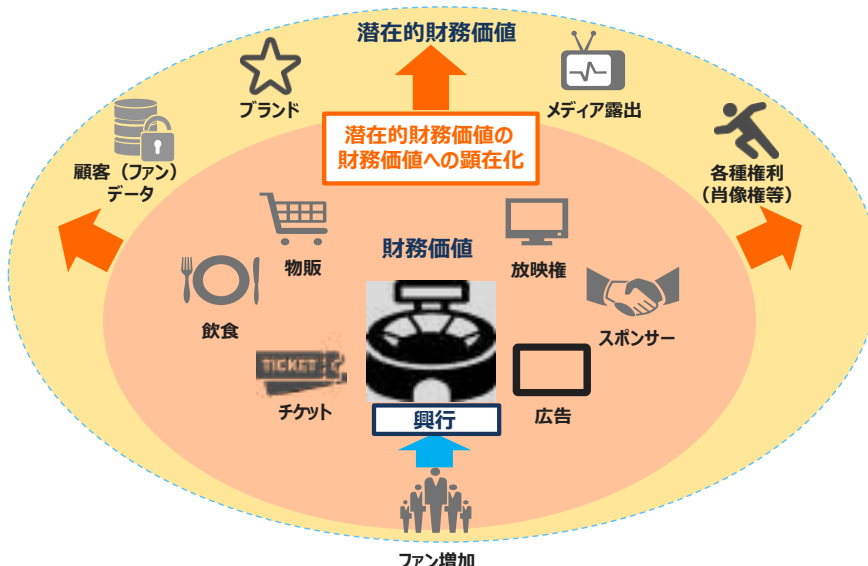 潜在的財務価値
ブランド
メディア露出
潜在的財務価値の
財務価値への顕在化
顧客（ファン）
データ
各種権利
（肖像権等）
物販
財務価値
放映権
飲食
スポンサー
TICKET
チケット
興行
広告
ファン増加